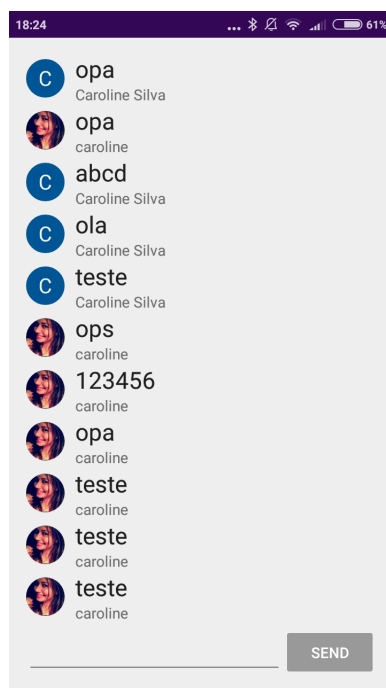 18:24
61%
C
opa
Caroline Silva
opa
caroline
C
abcd
Caroline Silva
C
ola
Caroline Silva
C
teste
Caroline Silva
ops
caroline
123456
caroline
opa
caroline
teste
caroline
teste
caroline
teste
caroline
SEND